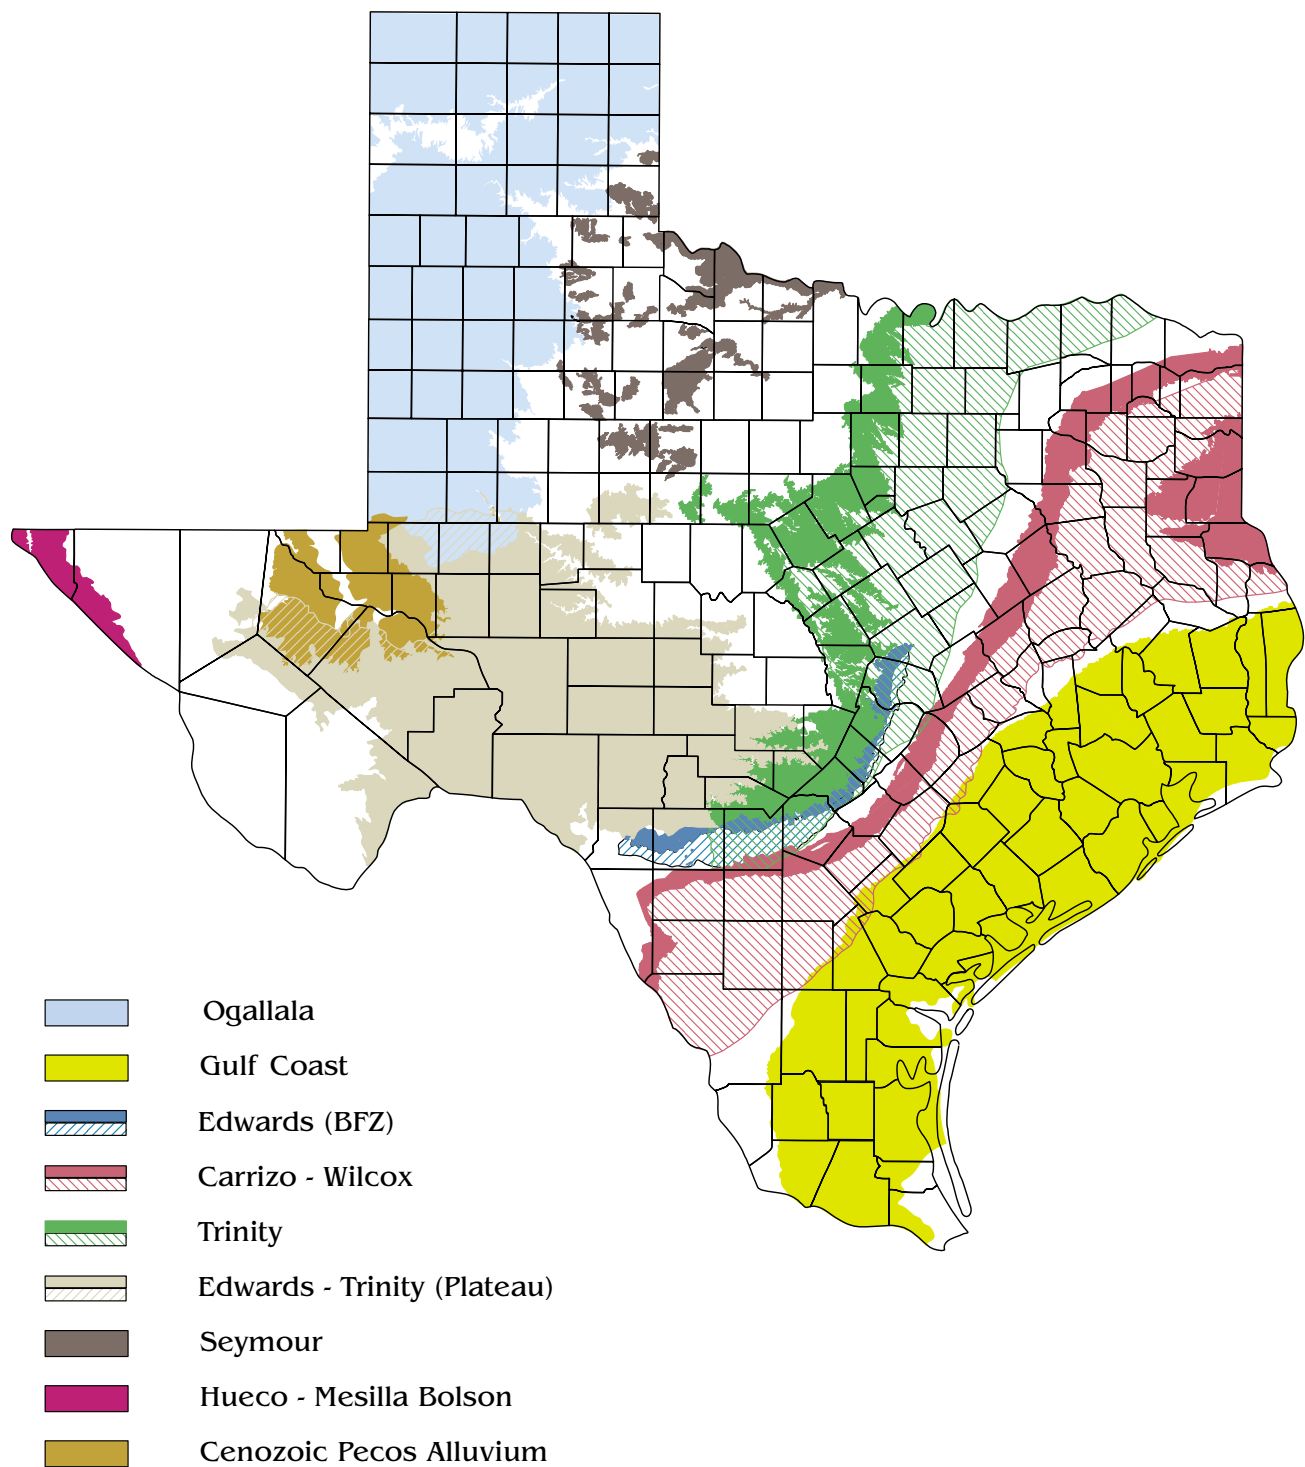 Ogallala
Gulf Coast
Edwards (BFZ)
Carrizo - Wilcox
Trinity
Edwards - Trinity (Plateau)
Seymour
Hueco - Mesilla Bolson
Cenozoic Pecos Alluvium